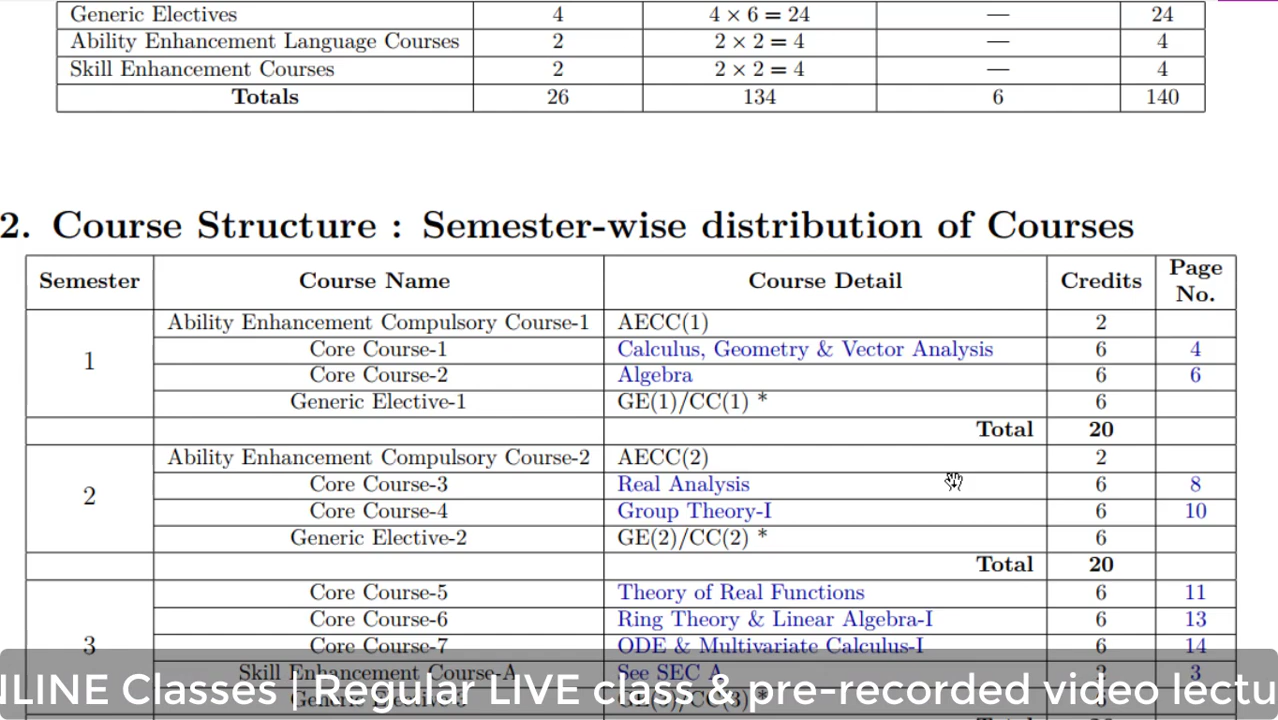 Generic Electives 4 4 × 6 = 24 — 24
Ability Enhancement Language Courses 2 2 × 2 = 4 — 4
Skill Enhancement Courses 2 2 × 2 = 4 — 4
Totals 26 134 6 140
2. Course Structure : Semester-wise distribution of Courses
Semester Course Name Course Detail Credits Page No.
1
Ability Enhancement Compulsory Course-1 AECC(1) 2
Core Course-1 Calculus, Geometry & Vector Analysis 6 4
Core Course-2 Algebra 6 6
Generic Elective-1 GE(1)/CC(1) * 6
Total 20
2
Ability Enhancement Compulsory Course-2 AECC(2) 2
Core Course-3 Real Analysis 6 8
Core Course-4 Group Theory-I 6 10
Generic Elective-2 GE(2)/CC(2) * 6
Total 20
3
Core Course-5 Theory of Real Functions 6 11
Core Course-6 Ring Theory & Linear Algebra-I 6 13
Core Course-7 ODE & Multivariate Calculus-I 6 14
Skill Enhancement Course-A See SEC A 2 3
NLINE Classes | Regular LIVE class & pre-recorded video lectu